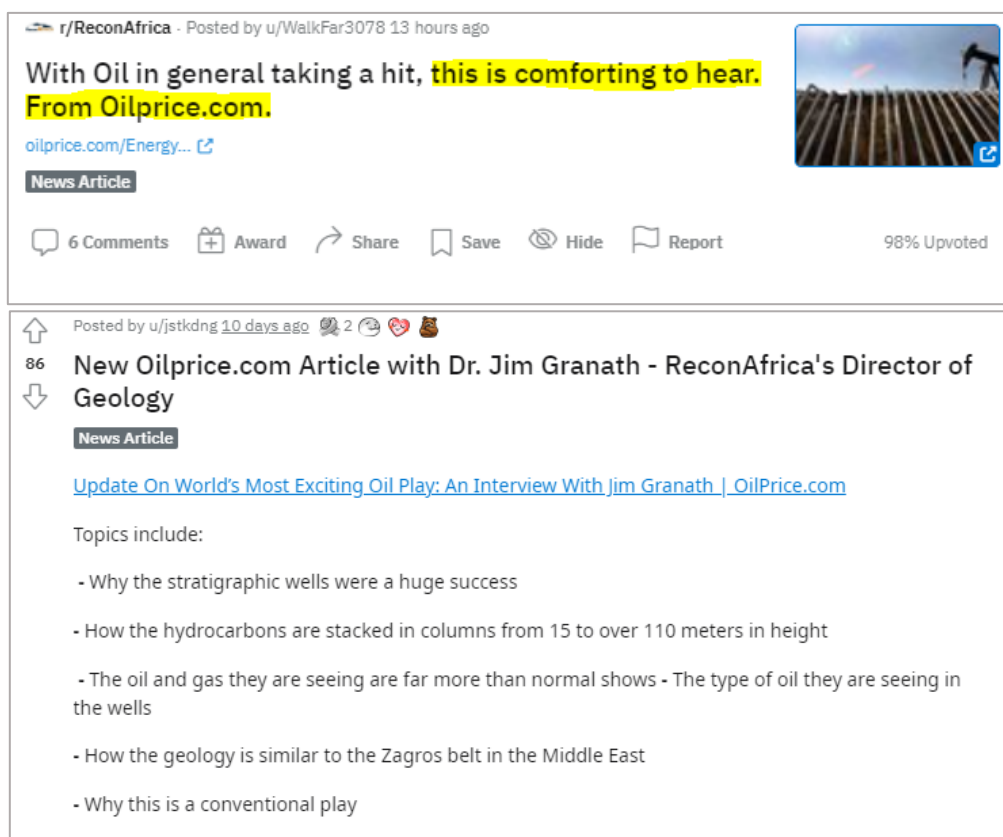 r/ReconAfrica · Posted by u/WalkFar3078 13 hours ago
With Oil in general taking a hit, this is comforting to hear.
From Oilprice.com.
oilprice.com/Energy...
News Article
6 Comments Award Share Save Hide Report 98% Upvoted
Posted by u/jstkdng 10 days ago 2
86
New Oilprice.com Article with Dr. Jim Granath - ReconAfrica's Director of
Geology
News Article
Update On World’s Most Exciting Oil Play: An Interview With Jim Granath | OilPrice.com
Topics include:
- Why the stratigraphic wells were a huge success
- How the hydrocarbons are stacked in columns from 15 to over 110 meters in height
- The oil and gas they are seeing are far more than normal shows - The type of oil they are seeing in
the wells
- How the geology is similar to the Zagros belt in the Middle East
- Why this is a conventional play